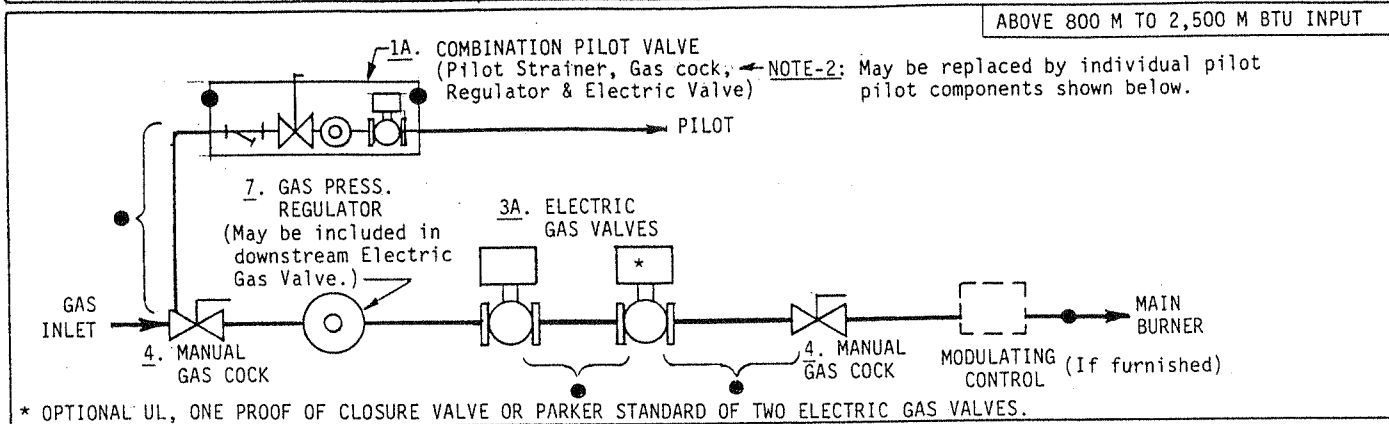 ABOVE 800 M TO 2,500 M BTU INPUT
1A. COMBINATION PILOT VALVE
(Pilot Strainer, Gas cock,
Regulator & Electric Valve)
NOTE-2: May be replaced by individual pilot
pilot components shown below.
PILOT
7. GAS PRESS.
REGULATOR
(May be included in
downstream Electric
Gas Valve.)
3A. ELECTRIC
GAS VALVES
*
GAS
INLET
4. MANUAL
GAS COCK
4. MANUAL
GAS COCK
MODULATING
CONTROL
(If furnished)
MAIN
BURNER
* OPTIONAL UL, ONE PROOF OF CLOSURE VALVE OR PARKER STANDARD OF TWO ELECTRIC GAS VALVES.